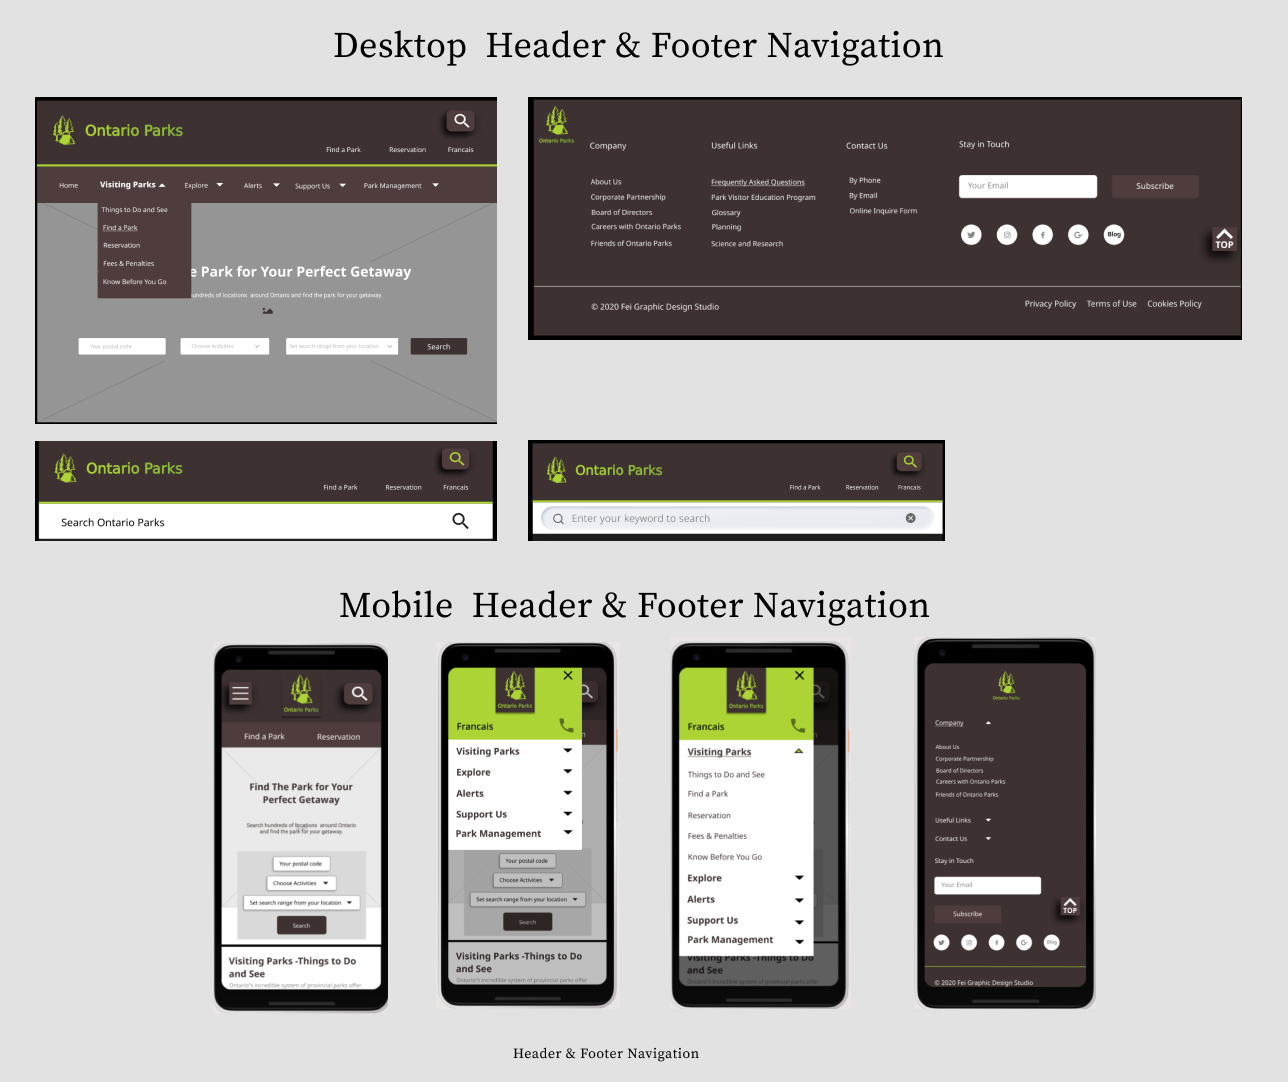 Desktop Header & Footer Navigation
Ontario Parks
Find a Park Reservation Francais
Home Visiting Parks Explore Alerts Support Us Park Management
Things to Do and See
Find a Park
Reservation
Fees & Penalties
Know Before You Go
e Park for Your Perfect Getaway
undreds of locations around Ontario and find the park for your getaway.
Your postal code Choose Activities Set search range from your location Search
Ontario Parks
Company Useful Links Contact Us Stay in Touch
About Us
Corporate Partnership
Board of Directors
Careers with Ontario Parks
Friends of Ontario Parks
Frequently Asked Questions
Park Visitor Education Program
Glossary
Planning
Science and Research
By Phone
By Email
Online Inquire Form
Your Email Subscribe
Blog
TOP
© 2020 Fei Graphic Design Studio
Privacy Policy Terms of Use Cookies Policy
Ontario Parks
Find a Park Reservation Francais
Search Ontario Parks
Ontario Parks
Find a Park Reservation Francais
Enter your keyword to search
Mobile Header & Footer Navigation
Ontario Parks
Find a Park Reservation
Find The Park for Your
Perfect Getaway
Search hundreds of locations around Ontario
and find the park for your getaway.
Your postal code
Choose Activities
Set search range from your location
Search
Visiting Parks -Things to Do
and See
Ontario's incredible system of provincial parks offer
Ontario Parks
Francais
n
Visiting Parks
Explore
Alerts
Support Us
Park Management
Your postal code
Choose Activities
Set search range from your location
Search
Visiting Parks -Things to Do
and See
Ontario's incredible system of provincial parks offer
Ontario Parks
Francais
Visiting Parks
Things to Do and See
Find a Park
Reservation
Fees & Penalties
Know Before You Go
Explore
Alerts
Support Us
Park Management
Visiting Parks -Things to Do
and See
Ontario's incredible system of provincial parks offer
Ontario Parks
Company
About Us
Corporate Partnership
Board of Directors
Careers with Ontario Parks
Friends of Ontario Parks
Useful Links
Contact Us
Stay in Touch
Your Email
Subscribe
TOP
Blog
© 2020 Fei Graphic Design Studio
Header & Footer Navigation